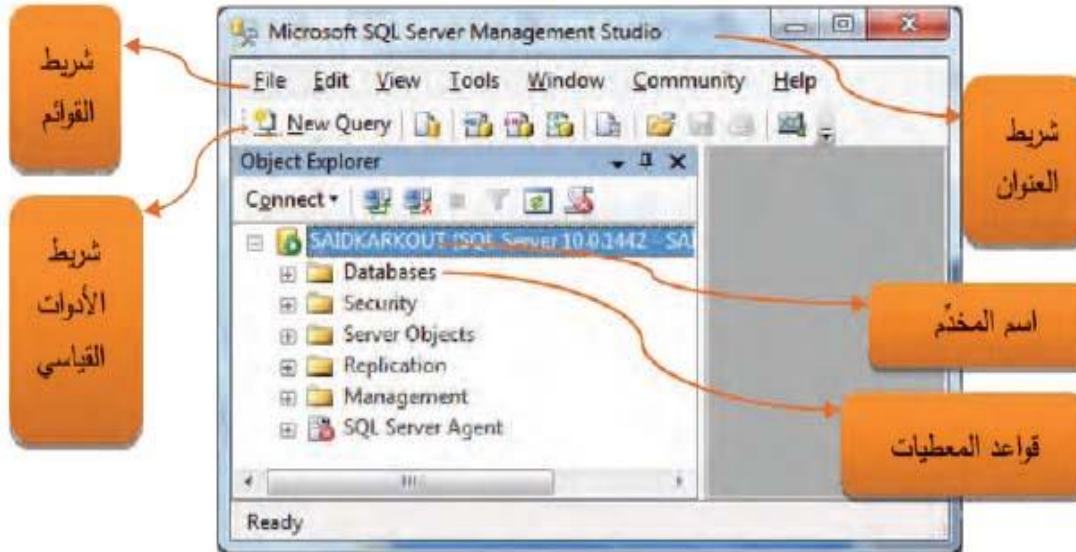 Microsoft SQL Server Management Studio
File Edit View Tools Window Community Help
New Query
Object Explorer
Connect
SAIDKARKOUT (SQL Server 10.0.1442 - SAI
Databases
Security
Server Objects
Replication
Management
SQL Server Agent
Ready
شريط
القوائم
شريط
الأدوات
القياسي
شريط
العنوان
اسم المخدّم
قواعد المعطيات